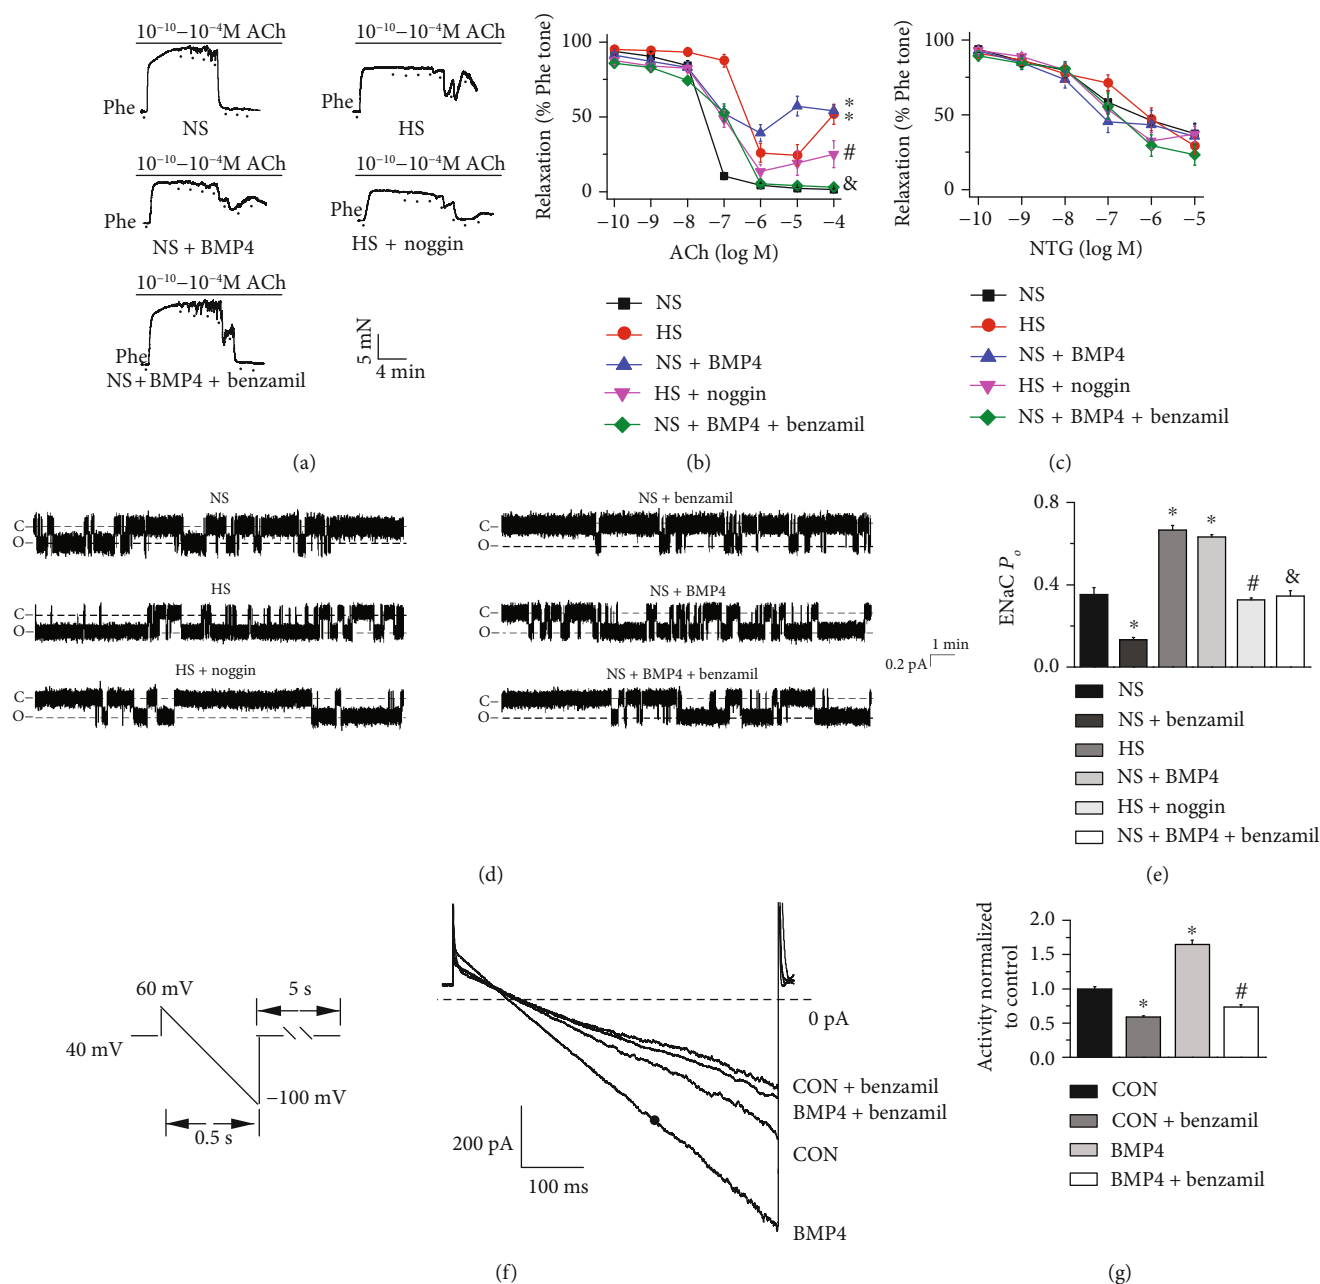 10⁻¹⁰–10⁻⁴M ACh
Phe
NS
10⁻¹⁰–10⁻⁴M ACh
Phe
HS
10⁻¹⁰–10⁻⁴M ACh
Phe
NS + BMP4
10⁻¹⁰–10⁻⁴M ACh
Phe
HS + noggin
10⁻¹⁰–10⁻⁴M ACh
Phe
NS+BMP4 + benzamil
5 mN
4 min
(a)
Relaxation (% Phe tone)
100
50
0
−10 −9 −8 −7 −6 −5 −4
ACh (log M)
*
*
#
&
NS
HS
NS + BMP4
HS + noggin
NS + BMP4 + benzamil
(b)
Relaxation (% Phe tone)
100
50
0
−10 −9 −8 −7 −6 −5
NTG (log M)
NS
HS
NS + BMP4
HS + noggin
NS + BMP4 + benzamil
(c)
NS
C
O
NS + benzamil
C
O
HS
C
O
NS + BMP4
C
O
HS + noggin
C
O
NS + BMP4 + benzamil
C
O
0.2 pA
1 min
(d)
ENaC Pₒ
0.8
0.4
0.0
*
*
*
#
&
NS
NS + benzamil
HS
NS + BMP4
HS + noggin
NS + BMP4 + benzamil
(e)
60 mV
5 s
40 mV
−100 mV
0.5 s
0 pA
CON + benzamil
BMP4 + benzamil
CON
BMP4
200 pA
100 ms
(f)
Activity normalized
to control
2.0
1.5
1.0
0.5
0.0
*
*
#
CON
CON + benzamil
BMP4
BMP4 + benzamil
(g)